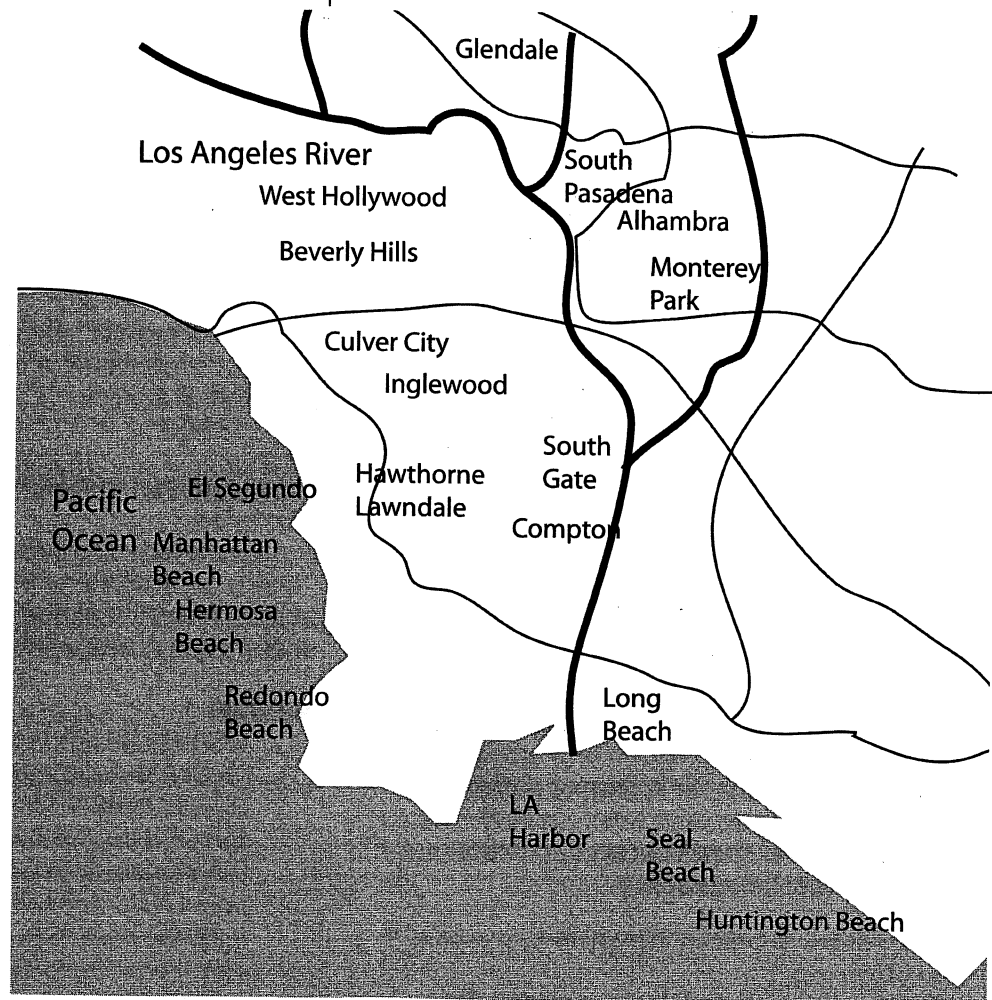 Glendale
Los Angeles River
South
Pasadena
West Hollywood
Alhambra
Beverly Hills
Monterey
Park
Culver City
Inglewood
South
Gate
Hawthorne
Lawndale
El Segundo
Pacific
Ocean
Compton
Manhattan
Beach
Hermosa
Beach
Redondo
Beach
Long
Beach
LA
Harbor
Seal
Beach
Huntington Beach